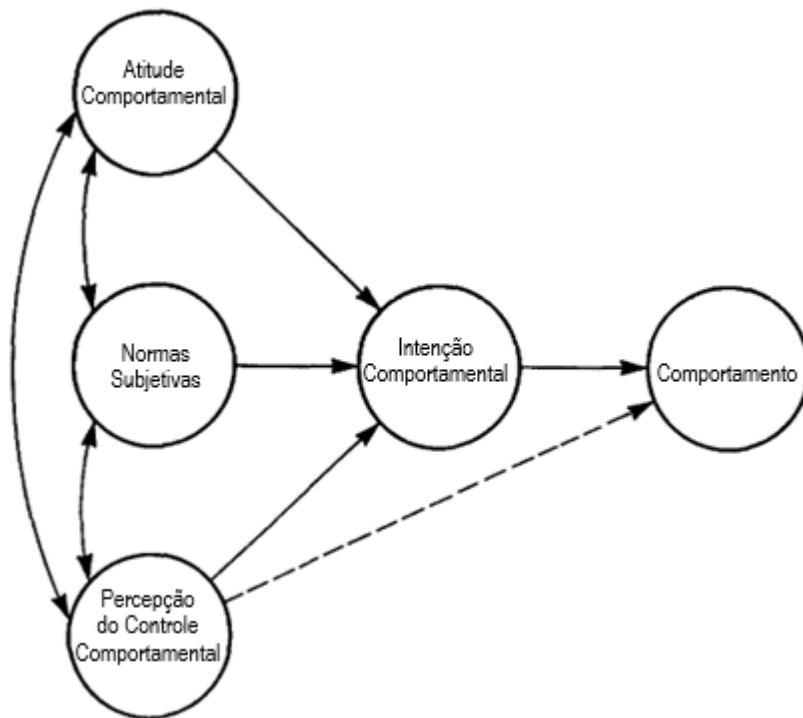 Atitude
Comportamental
Normas
Subjetivas
Intenção
Comportamental
Comportamento
Percepção
do Controle
Comportamental